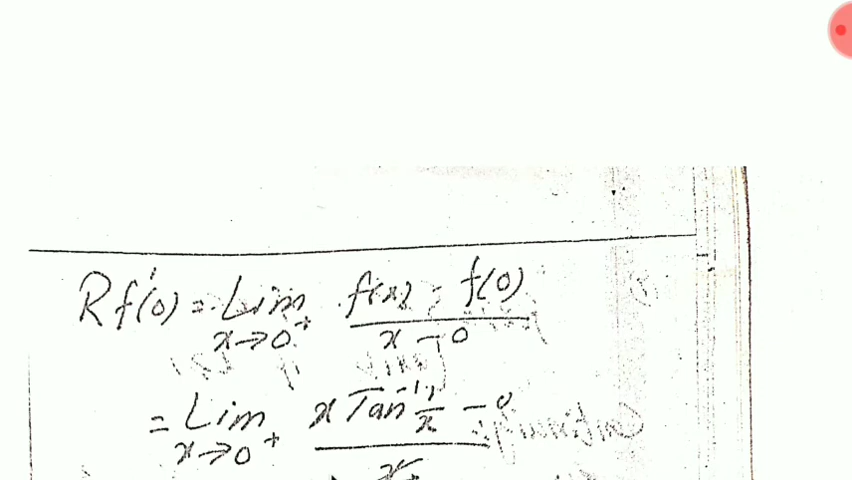 Rf'(0) = Lim x→0⁺ f(x) - f(0) / x - 0
= Lim x→0⁺ x Tan⁻¹ 1/x - 0 / x